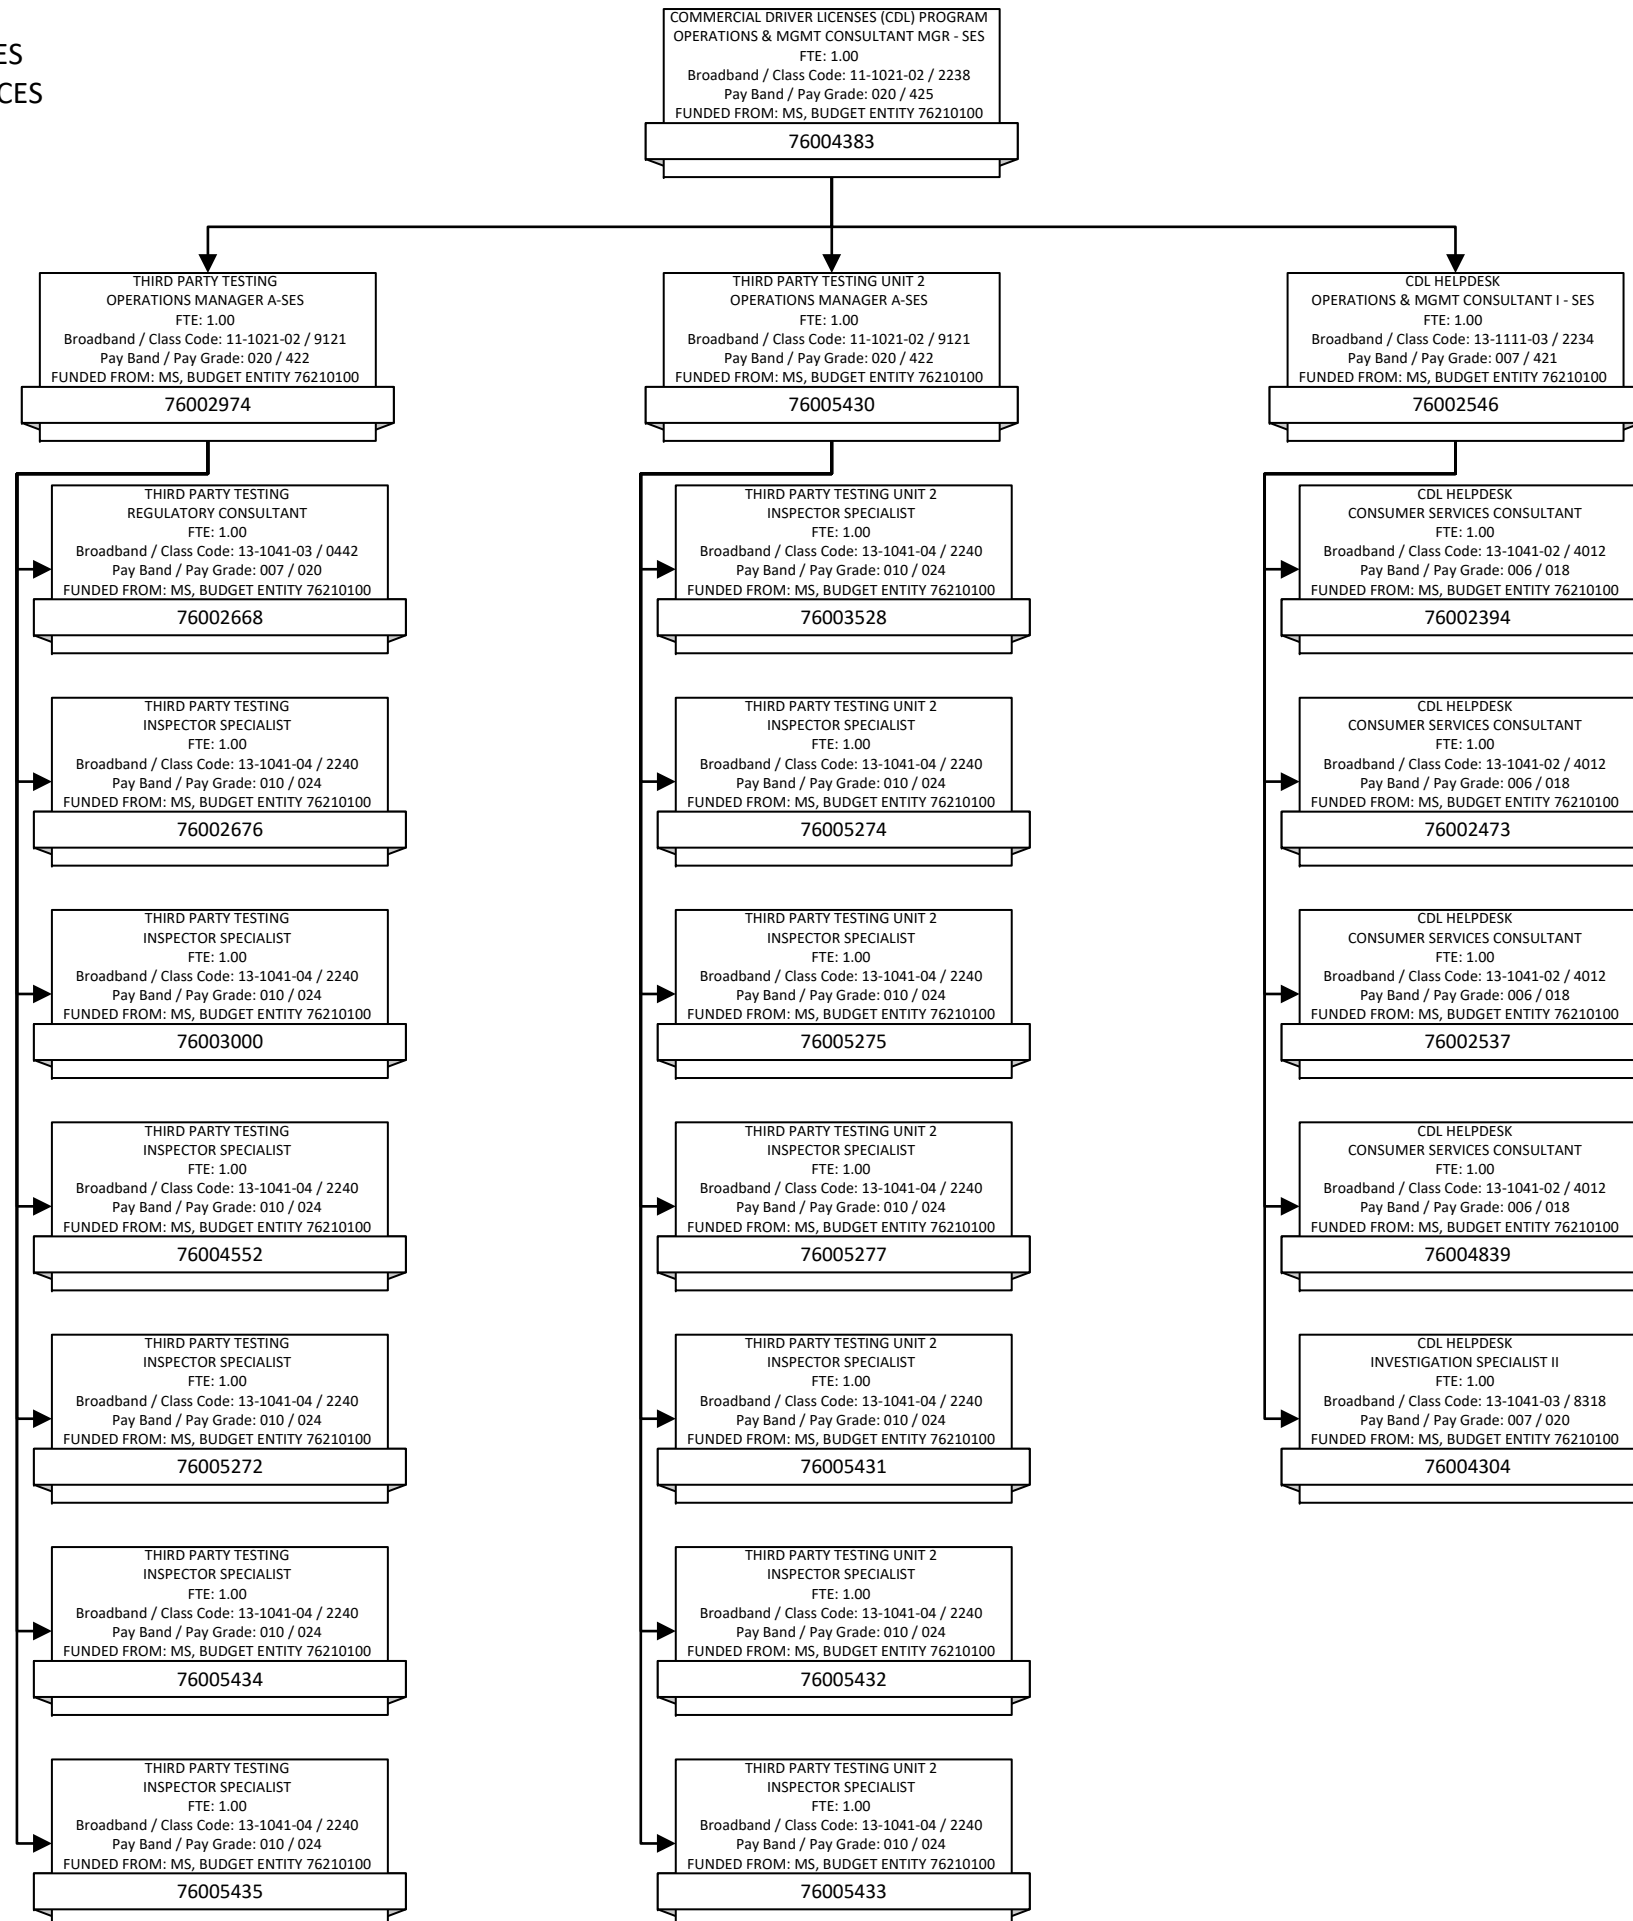 ES
CES
COMMERCIAL DRIVER LICENSES (CDL) PROGRAM
OPERATIONS & MGMT CONSULTANT MGR - SES
FTE: 1.00
Broadband / Class Code: 11-1021-02 / 2238
Pay Band / Pay Grade: 020 / 425
FUNDED FROM: MS, BUDGET ENTITY 76210100
76004383
THIRD PARTY TESTING
OPERATIONS MANAGER A-SES
FTE: 1.00
Broadband / Class Code: 11-1021-02 / 9121
Pay Band / Pay Grade: 020 / 422
FUNDED FROM: MS, BUDGET ENTITY 76210100
76002974
THIRD PARTY TESTING
REGULATORY CONSULTANT
FTE: 1.00
Broadband / Class Code: 13-1041-03 / 0442
Pay Band / Pay Grade: 007 / 020
FUNDED FROM: MS, BUDGET ENTITY 76210100
76002668
THIRD PARTY TESTING
INSPECTOR SPECIALIST
FTE: 1.00
Broadband / Class Code: 13-1041-04 / 2240
Pay Band / Pay Grade: 010 / 024
FUNDED FROM: MS, BUDGET ENTITY 76210100
76002676
THIRD PARTY TESTING
INSPECTOR SPECIALIST
FTE: 1.00
Broadband / Class Code: 13-1041-04 / 2240
Pay Band / Pay Grade: 010 / 024
FUNDED FROM: MS, BUDGET ENTITY 76210100
76003000
THIRD PARTY TESTING
INSPECTOR SPECIALIST
FTE: 1.00
Broadband / Class Code: 13-1041-04 / 2240
Pay Band / Pay Grade: 010 / 024
FUNDED FROM: MS, BUDGET ENTITY 76210100
76004552
THIRD PARTY TESTING
INSPECTOR SPECIALIST
FTE: 1.00
Broadband / Class Code: 13-1041-04 / 2240
Pay Band / Pay Grade: 010 / 024
FUNDED FROM: MS, BUDGET ENTITY 76210100
76005272
THIRD PARTY TESTING
INSPECTOR SPECIALIST
FTE: 1.00
Broadband / Class Code: 13-1041-04 / 2240
Pay Band / Pay Grade: 010 / 024
FUNDED FROM: MS, BUDGET ENTITY 76210100
76005434
THIRD PARTY TESTING
INSPECTOR SPECIALIST
FTE: 1.00
Broadband / Class Code: 13-1041-04 / 2240
Pay Band / Pay Grade: 010 / 024
FUNDED FROM: MS, BUDGET ENTITY 76210100
76005435
THIRD PARTY TESTING UNIT 2
OPERATIONS MANAGER A-SES
FTE: 1.00
Broadband / Class Code: 11-1021-02 / 9121
Pay Band / Pay Grade: 020 / 422
FUNDED FROM: MS, BUDGET ENTITY 76210100
76005430
THIRD PARTY TESTING UNIT 2
INSPECTOR SPECIALIST
FTE: 1.00
Broadband / Class Code: 13-1041-04 / 2240
Pay Band / Pay Grade: 010 / 024
FUNDED FROM: MS, BUDGET ENTITY 76210100
76003528
THIRD PARTY TESTING UNIT 2
INSPECTOR SPECIALIST
FTE: 1.00
Broadband / Class Code: 13-1041-04 / 2240
Pay Band / Pay Grade: 010 / 024
FUNDED FROM: MS, BUDGET ENTITY 76210100
76005274
THIRD PARTY TESTING UNIT 2
INSPECTOR SPECIALIST
FTE: 1.00
Broadband / Class Code: 13-1041-04 / 2240
Pay Band / Pay Grade: 010 / 024
FUNDED FROM: MS, BUDGET ENTITY 76210100
76005275
THIRD PARTY TESTING UNIT 2
INSPECTOR SPECIALIST
FTE: 1.00
Broadband / Class Code: 13-1041-04 / 2240
Pay Band / Pay Grade: 010 / 024
FUNDED FROM: MS, BUDGET ENTITY 76210100
76005277
THIRD PARTY TESTING UNIT 2
INSPECTOR SPECIALIST
FTE: 1.00
Broadband / Class Code: 13-1041-04 / 2240
Pay Band / Pay Grade: 010 / 024
FUNDED FROM: MS, BUDGET ENTITY 76210100
76005431
THIRD PARTY TESTING UNIT 2
INSPECTOR SPECIALIST
FTE: 1.00
Broadband / Class Code: 13-1041-04 / 2240
Pay Band / Pay Grade: 010 / 024
FUNDED FROM: MS, BUDGET ENTITY 76210100
76005432
THIRD PARTY TESTING UNIT 2
INSPECTOR SPECIALIST
FTE: 1.00
Broadband / Class Code: 13-1041-04 / 2240
Pay Band / Pay Grade: 010 / 024
FUNDED FROM: MS, BUDGET ENTITY 76210100
76005433
CDL HELPDESK
OPERATIONS & MGMT CONSULTANT I - SES
FTE: 1.00
Broadband / Class Code: 13-1111-03 / 2234
Pay Band / Pay Grade: 007 / 421
FUNDED FROM: MS, BUDGET ENTITY 76210100
76002546
CDL HELPDESK
CONSUMER SERVICES CONSULTANT
FTE: 1.00
Broadband / Class Code: 13-1041-02 / 4012
Pay Band / Pay Grade: 006 / 018
FUNDED FROM: MS, BUDGET ENTITY 76210100
76002394
CDL HELPDESK
CONSUMER SERVICES CONSULTANT
FTE: 1.00
Broadband / Class Code: 13-1041-02 / 4012
Pay Band / Pay Grade: 006 / 018
FUNDED FROM: MS, BUDGET ENTITY 76210100
76002473
CDL HELPDESK
CONSUMER SERVICES CONSULTANT
FTE: 1.00
Broadband / Class Code: 13-1041-02 / 4012
Pay Band / Pay Grade: 006 / 018
FUNDED FROM: MS, BUDGET ENTITY 76210100
76002537
CDL HELPDESK
CONSUMER SERVICES CONSULTANT
FTE: 1.00
Broadband / Class Code: 13-1041-02 / 4012
Pay Band / Pay Grade: 006 / 018
FUNDED FROM: MS, BUDGET ENTITY 76210100
76004839
CDL HELPDESK
INVESTIGATION SPECIALIST II
FTE: 1.00
Broadband / Class Code: 13-1041-03 / 8318
Pay Band / Pay Grade: 007 / 020
FUNDED FROM: MS, BUDGET ENTITY 76210100
76004304